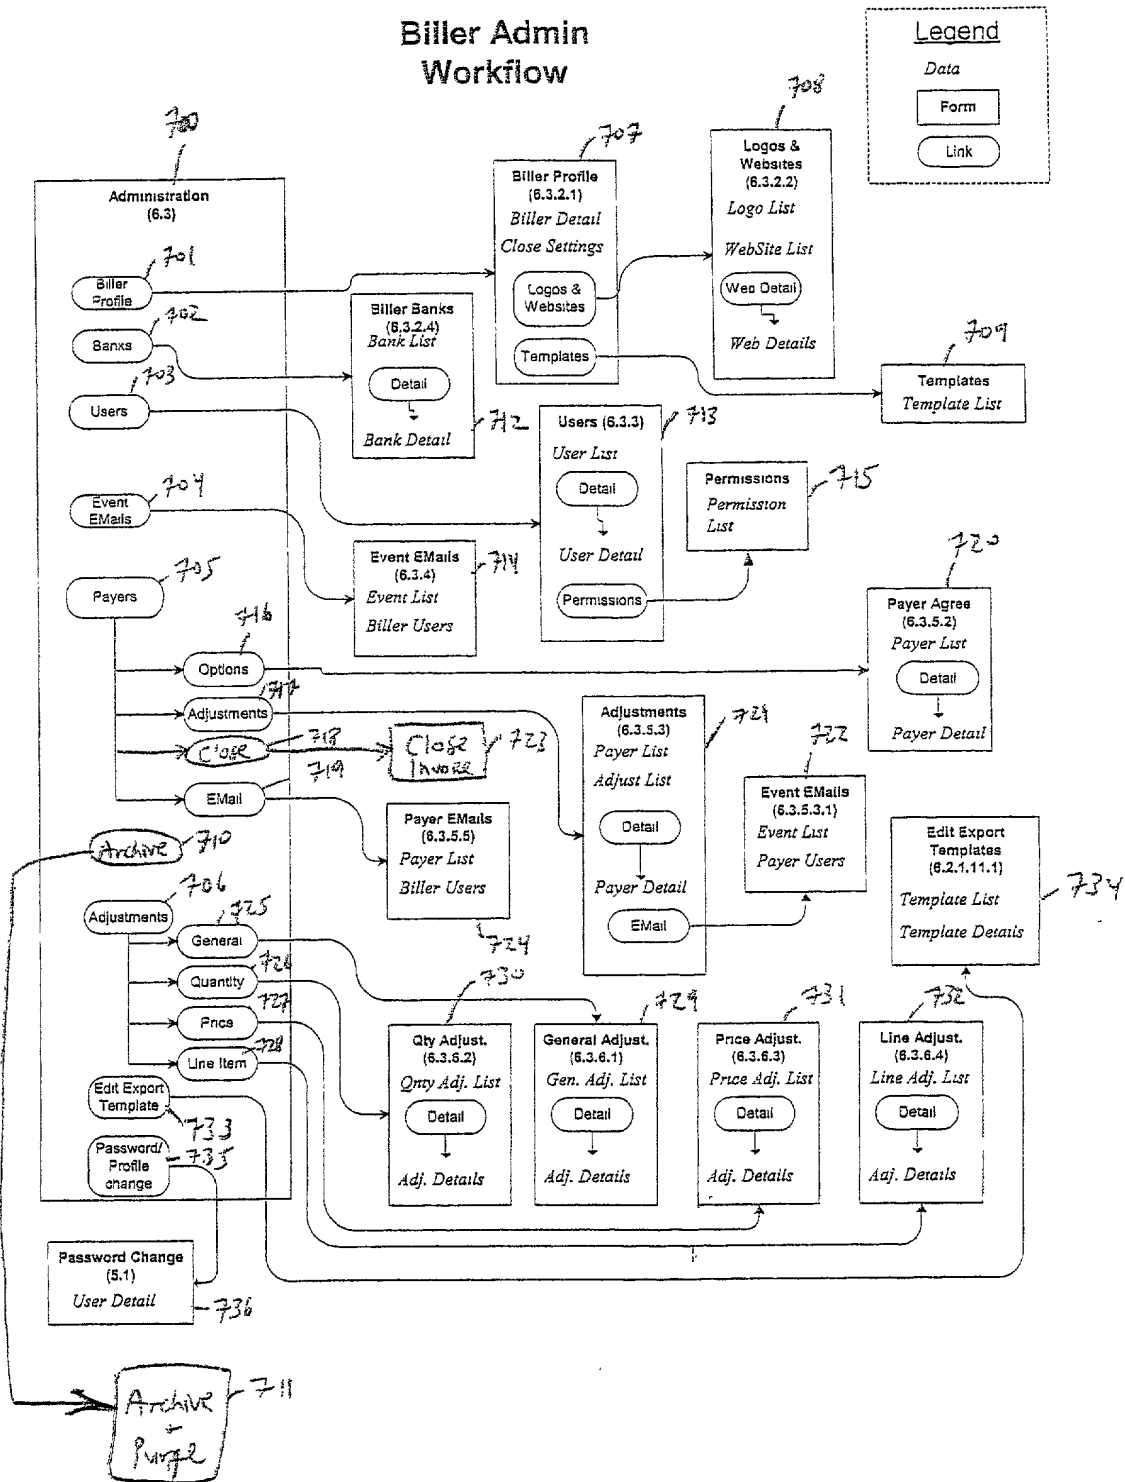 Biller Admin
Workflow
Legend
Data
Form
Link
700
Administration
(6.3)
701
Biller
Profile
702
Banks
703
Users
704
Event
EMails
705
Payers
716
Options
717
Adjustments
718
Close
719
EMail
710
Archive
706
Adjustments
725
General
726
Quantity
727
Price
728
Line Item
Edit Export
Template
733
Password/
Profile
change
735
707
Biller Profile
(6.3.2.1)
Biller Detail
Close Settings
Logos &
Websites
Templates
708
Logos &
Websites
(6.3.2.2)
Logo List
WebSite List
Web Detail
Web Details
709
Templates
Template List
Biller Banks
(6.3.2.4)
Bank List
Detail
Bank Detail
712
713
Users (6.3.3)
User List
Detail
User Detail
Permissions
715
Permissions
Permission
List
714
Event EMails
(6.3.4)
Event List
Biller Users
720
Payer Agree
(6.3.5.2)
Payer List
Detail
Payer Detail
Close
Invoice
723
721
Adjustments
(6.3.5.3)
Payer List
Adjust List
Detail
Payer Detail
EMail
722
Event EMails
(6.3.5.3.1)
Event List
Payer Users
Payer EMails
(6.3.5.5)
Payer List
Biller Users
724
Edit Export
Templates
(6.2.1.11.1)
Template List
Template Details
734
730
Qty Adjust.
(6.3.6.2)
Qnty Adj. List
Detail
Adj. Details
729
General Adjust.
(6.3.6.1)
Gen. Adj. List
Detail
Adj. Details
731
Price Adjust.
(6.3.6.3)
Price Adj. List
Detail
Adj. Details
732
Line Adjust.
(6.3.6.4)
Line Adj. List
Detail
Adj. Details
Password Change
(5.1)
User Detail
736
Archive
+
Purge
711